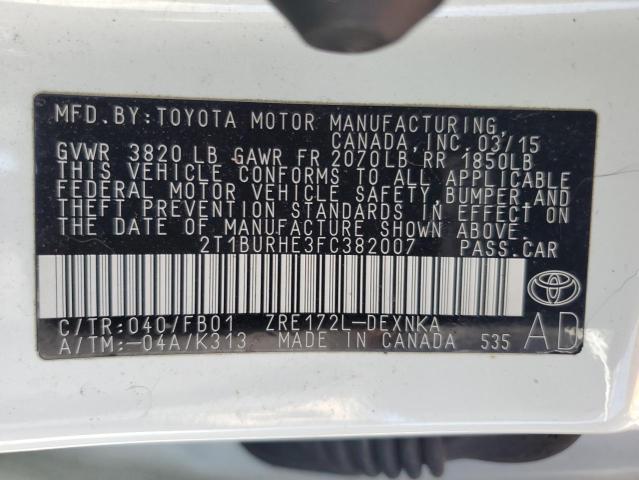 MFD. BY: TOYOTA MOTOR MANUFACTURING,
CANADA, INC. 03/15
GVWR 3820 LB GAWR FR 2070LB RR 1850LB
THIS VEHICLE CONFORMS TO ALL APPLICABLE
FEDERAL MOTOR VEHICLE SAFETY, BUMPER, AND
THEFT PREVENTION STANDARDS IN EFFECT ON
THE DATE OF MANUFACTURE SHOWN ABOVE.
2T1BURHE3FC382007 PASS. CAR
C/TR: 040/FB01 ZRE172L-DEXNKA AD
A/TM: -04A/K313 MADE IN CANADA 535